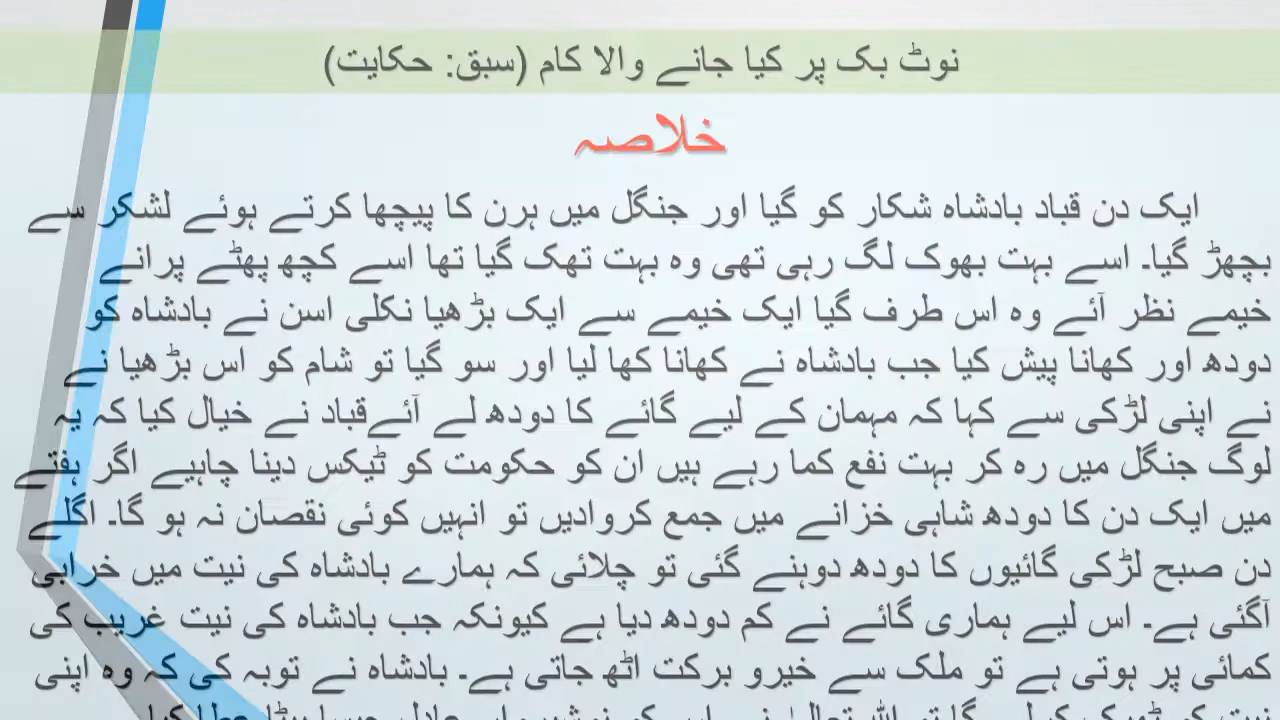 نوٹ بک پر کیا جانے والا کام (سبق: حکایت)
خلاصہ
ایک دن قباد بادشاہ شکار کو گیا اور جنگل میں ہرن کا پیچھا کرتے ہوئے لشکر سے
بچھڑ گیا۔ اسے بہت بھوک لگ رہی تھی وہ بہت تھک گیا تھا اسے کچھ پھٹے پرانے
خیمے نظر آئے وہ اس طرف گیا ایک خیمے سے ایک بڑھیا نکلی اسن نے بادشاہ کو
دودھ اور کھانا پیش کیا جب بادشاہ نے کھانا کھا لیا اور سو گیا تو شام کو اس بڑھیا نے
نے اپنی لڑکی سے کہا کہ مہمان کے لیے گائے کا دودھ لے آئےقباد نے خیال کیا کہ یہ
لوگ جنگل میں رہ کر بہت نفع کما رہے ہیں ان کو حکومت کو ٹیکس دینا چاہیے اگر ہفتے
میں ایک دن کا دودھ شاہی خزانے میں جمع کروادیں تو انہیں کوئی نقصان نہ ہو گا۔ اگلے
دن صبح لڑکی گائیوں کا دودھ دوہنے گئی تو چلائی کہ ہمارے بادشاہ کی نیت میں خرابی
آگئی ہے۔ اس لیے ہماری گائے نے کم دودھ دیا ہے کیونکہ جب بادشاہ کی نیت غریب کی
کمائی پر ہوتی ہے تو ملک سے خیرو برکت اٹھ جاتی ہے۔ بادشاہ نے توبہ کی کہ وہ اپنی